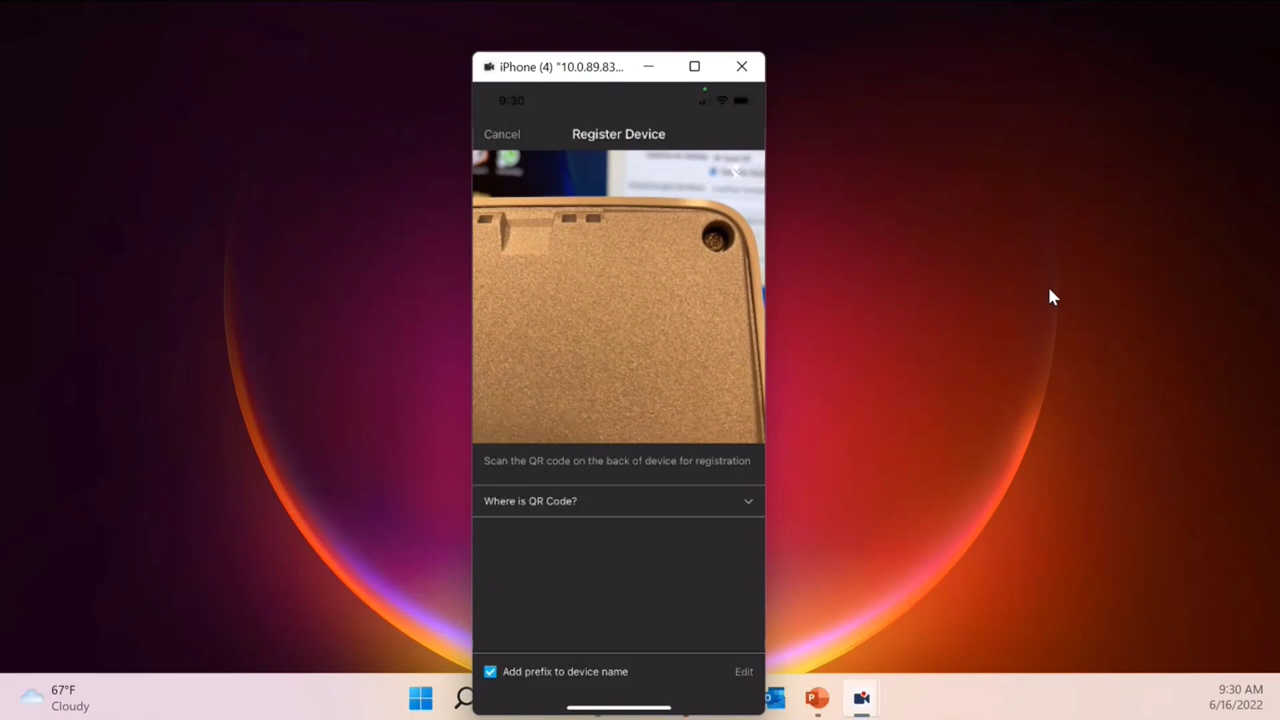 iPhone (4) "10.0.89.83...
9:30
Cancel
Register Device
Scan the QR code on the back of device for registration
Where is QR Code?
Add prefix to device name
Edit
67°F
Cloudy
9:30 AM
6/16/2022